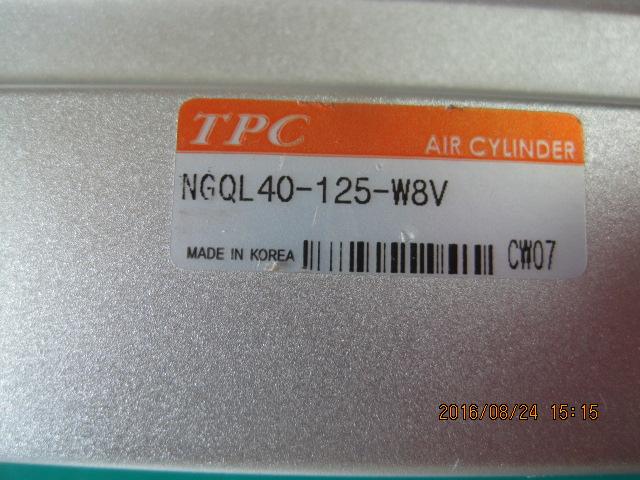 TPC
AIR CYLINDER
NGQL40-125-W8V
MADE IN KOREA
CW07
2016/08/24 15:15